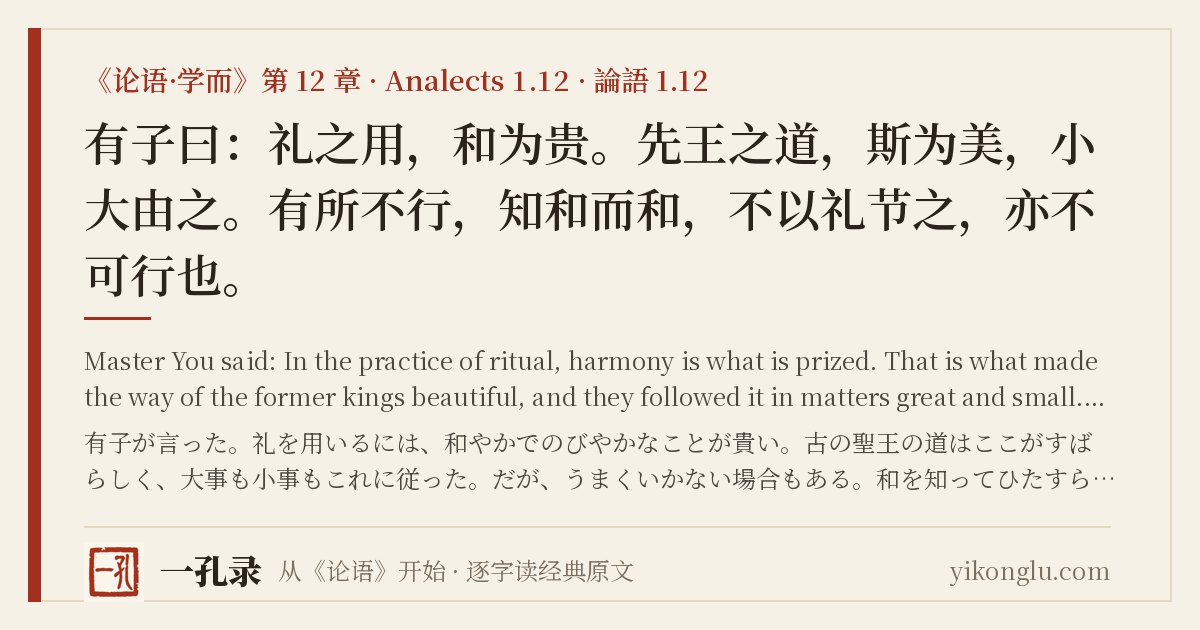 《论语·学而》第 12 章 · Analects 1.12 · 論語 1.12
有子曰：礼之用，和为贵。先王之道，斯为美，小
大由之。有所不行，知和而和，不以礼节之，亦不
可行也。
Master You said: In the practice of ritual, harmony is what is prized. That is what made
the way of the former kings beautiful, and they followed it in matters great and small....
有子が言った。礼を用いるには、和やかでのびやかなことが貴い。古の聖王の道はここがすば
らしく、大事も小事もこれに従った。だが、うまくいかない場合もある。和を知ってひたすら…
一孔
一孔录 从《论语》开始 · 逐字读经典原文 yikonglu.com